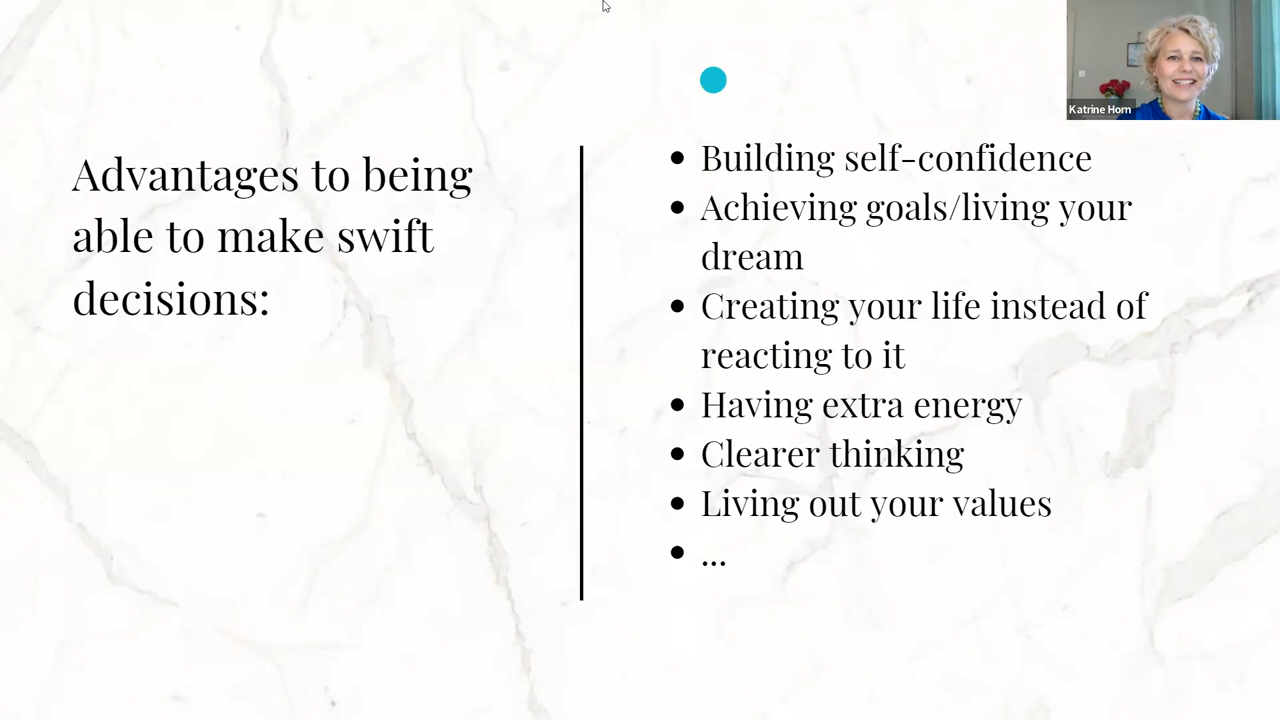 Katrine Horn
Advantages to being
able to make swift
decisions:
• Building self-confidence
• Achieving goals/living your
dream
• Creating your life instead of
reacting to it
• Having extra energy
• Clearer thinking
• Living out your values
• ...